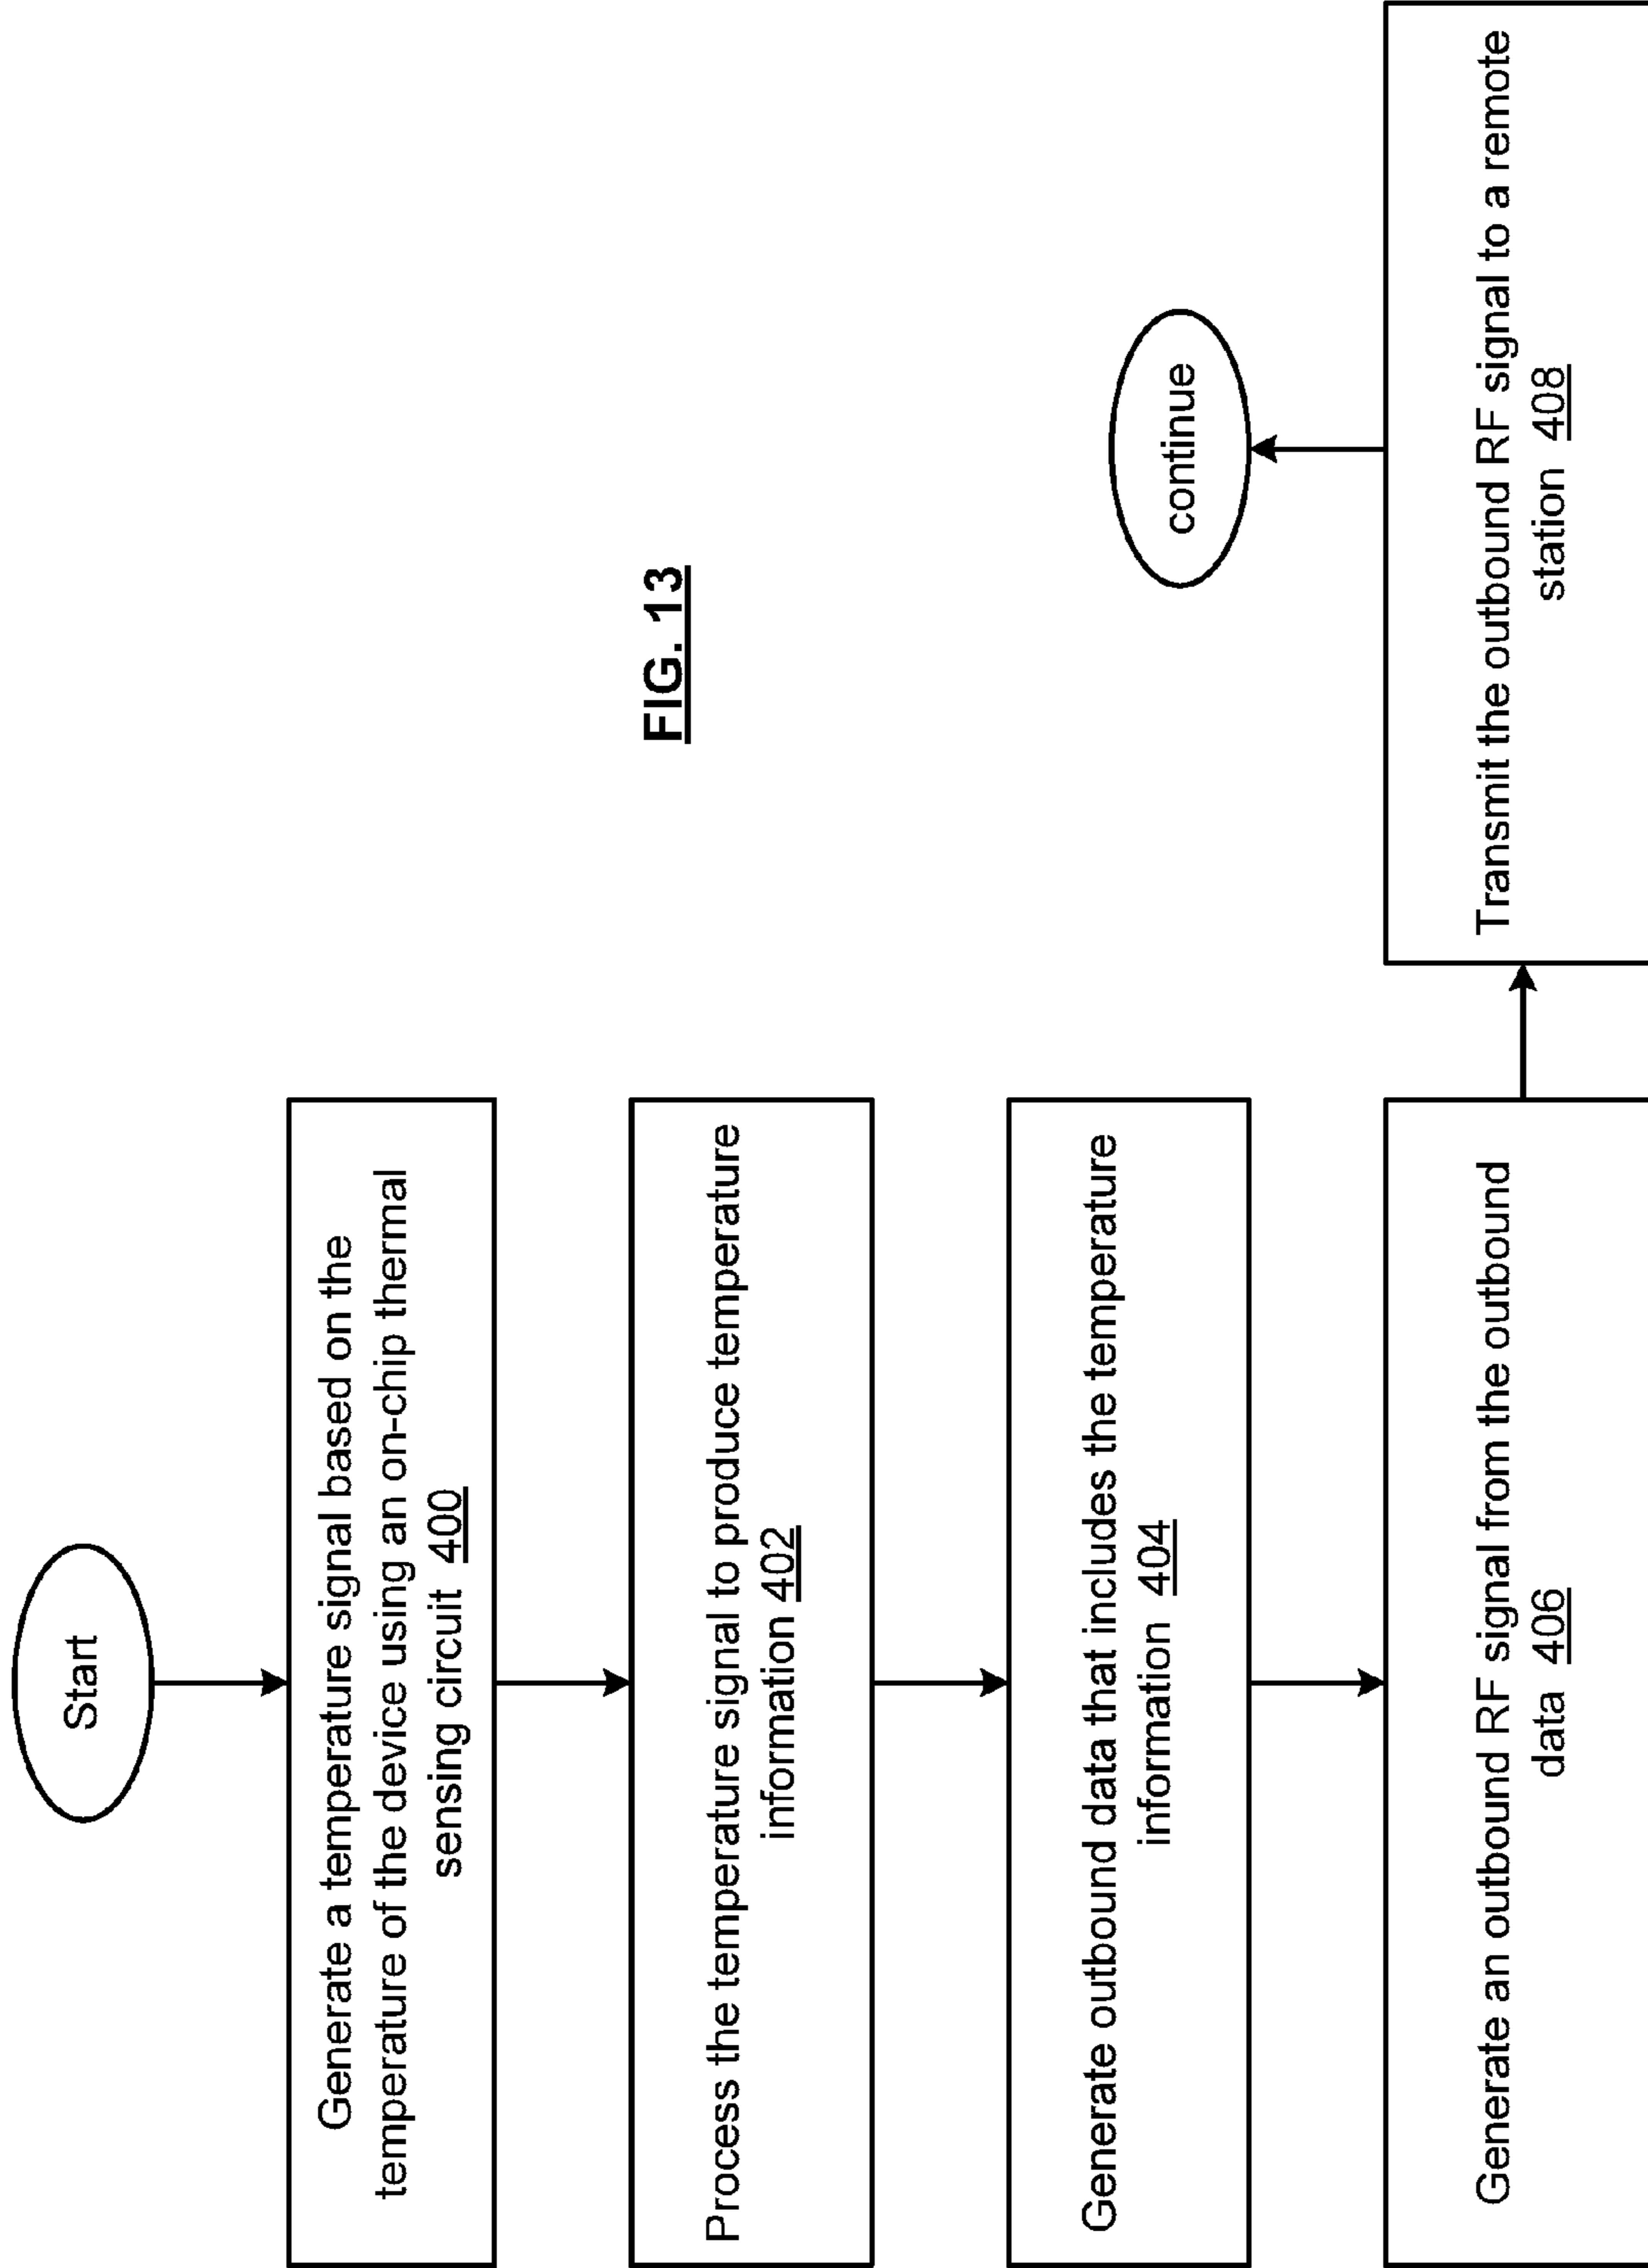 Start
Generate a temperature signal based on the
temperature of the device using an on-chip thermal
sensing circuit 400
Process the temperature signal to produce temperature
information 402
Generate outbound data that includes the temperature
information 404
Generate an outbound RF signal from the outbound
data 406
Transmit the outbound RF signal to a remote
station 408
continue
FIG. 13